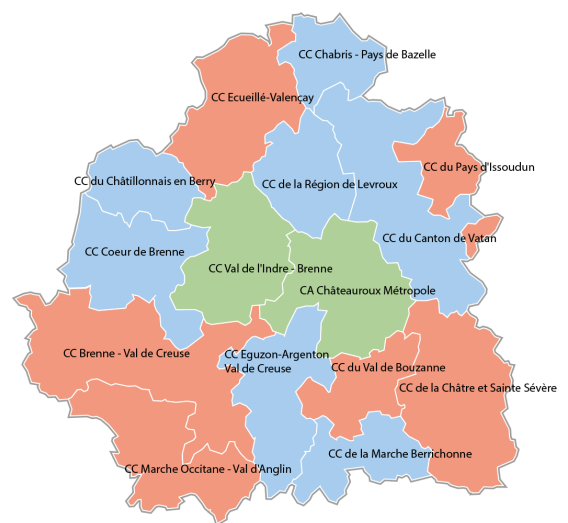 CC Chabris - Pays de Bazelle
CC Ecueillé-Valençay
CC du Pays d'Issoudun
CC du Châtillonnais en Berry
CC de la Région de Levroux
CC du Canton de Vatan
CC Coeur de Brenne
CC Val de l'Indre - Brenne
CA Châteauroux Métropole
CC Brenne - Val de Creuse
CC Eguzon-Argenton
Val de Creuse
CC du Val de Bouzanne
CC de la Châtre et Sainte Sévère
CC de la Marche Berrichonne
CC Marche Occitane - Val d'Anglin